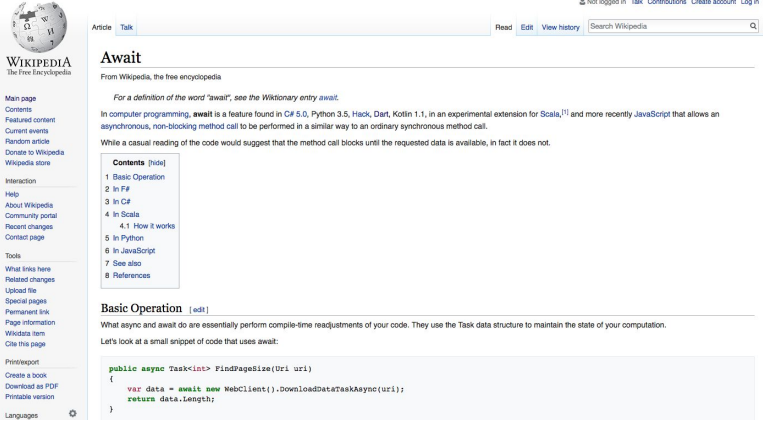 Not logged in Talk Contributions Create account Log in
Article Talk Read Edit View history Search Wikipedia
WIKIPEDIA
The Free Encyclopedia
Main page
Contents
Featured content
Current events
Random article
Donate to Wikipedia
Wikipedia store
Interaction
Help
About Wikipedia
Community portal
Recent changes
Contact page
Tools
What links here
Related changes
Upload file
Special pages
Permanent link
Page information
Wikidata item
Cite this page
Print/export
Create a book
Download as PDF
Printable version
Languages
Await
From Wikipedia, the free encyclopedia
For a definition of the word "await", see the Wiktionary entry await.
In computer programming, await is a feature found in C# 5.0, Python 3.5, Hack, Dart, Kotlin 1.1, in an experimental extension for Scala,[1] and more recently JavaScript that allows an
asynchronous, non-blocking method call to be performed in a similar way to an ordinary synchronous method call.
While a casual reading of the code would suggest that the method call blocks until the requested data is available, in fact it does not.
Contents [hide]
1 Basic Operation
2 In F#
3 In C#
4 In Scala
4.1 How it works
5 In Python
6 In JavaScript
7 See also
8 References
Basic Operation [edit]
What async and await do are essentially perform compile-time readjustments of your code. They use the Task data structure to maintain the state of your computation.
Let's look at a small snippet of code that uses await:
public async Task<int> FindPageSize(Uri uri)
{
var data = await new WebClient().DownloadDataTaskAsync(uri);
return data.Length;
}